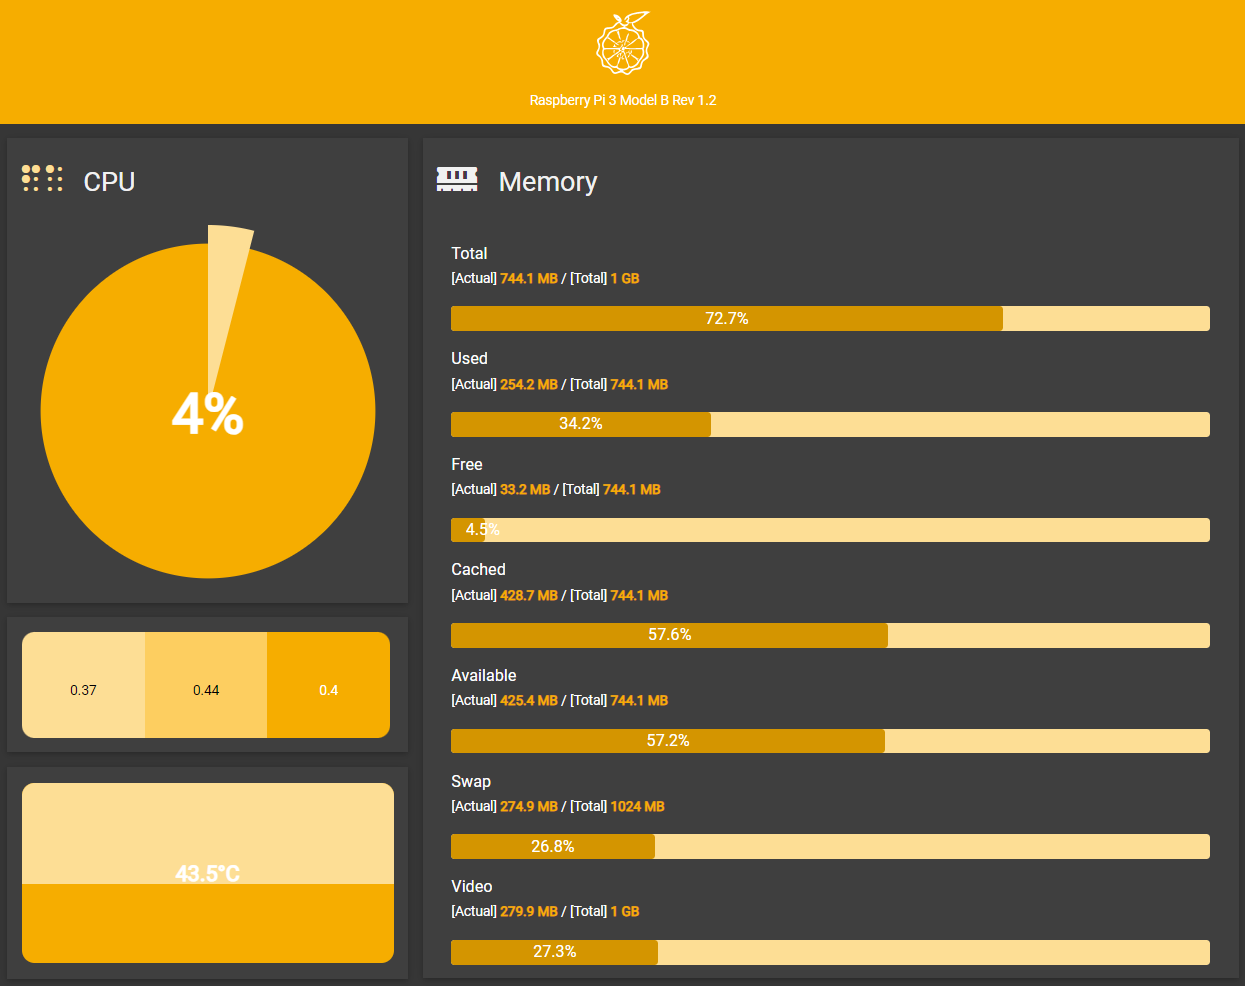 Raspberry Pi 3 Model B Rev 1.2
CPU
4%
0.37 0.44 0.4
43.5°C
Memory
Total
[Actual] 744.1 MB / [Total] 1 GB
72.7%
Used
[Actual] 254.2 MB / [Total] 744.1 MB
34.2%
Free
[Actual] 33.2 MB / [Total] 744.1 MB
4.5%
Cached
[Actual] 428.7 MB / [Total] 744.1 MB
57.6%
Available
[Actual] 425.4 MB / [Total] 744.1 MB
57.2%
Swap
[Actual] 274.9 MB / [Total] 1024 MB
26.8%
Video
[Actual] 279.9 MB / [Total] 1 GB
27.3%